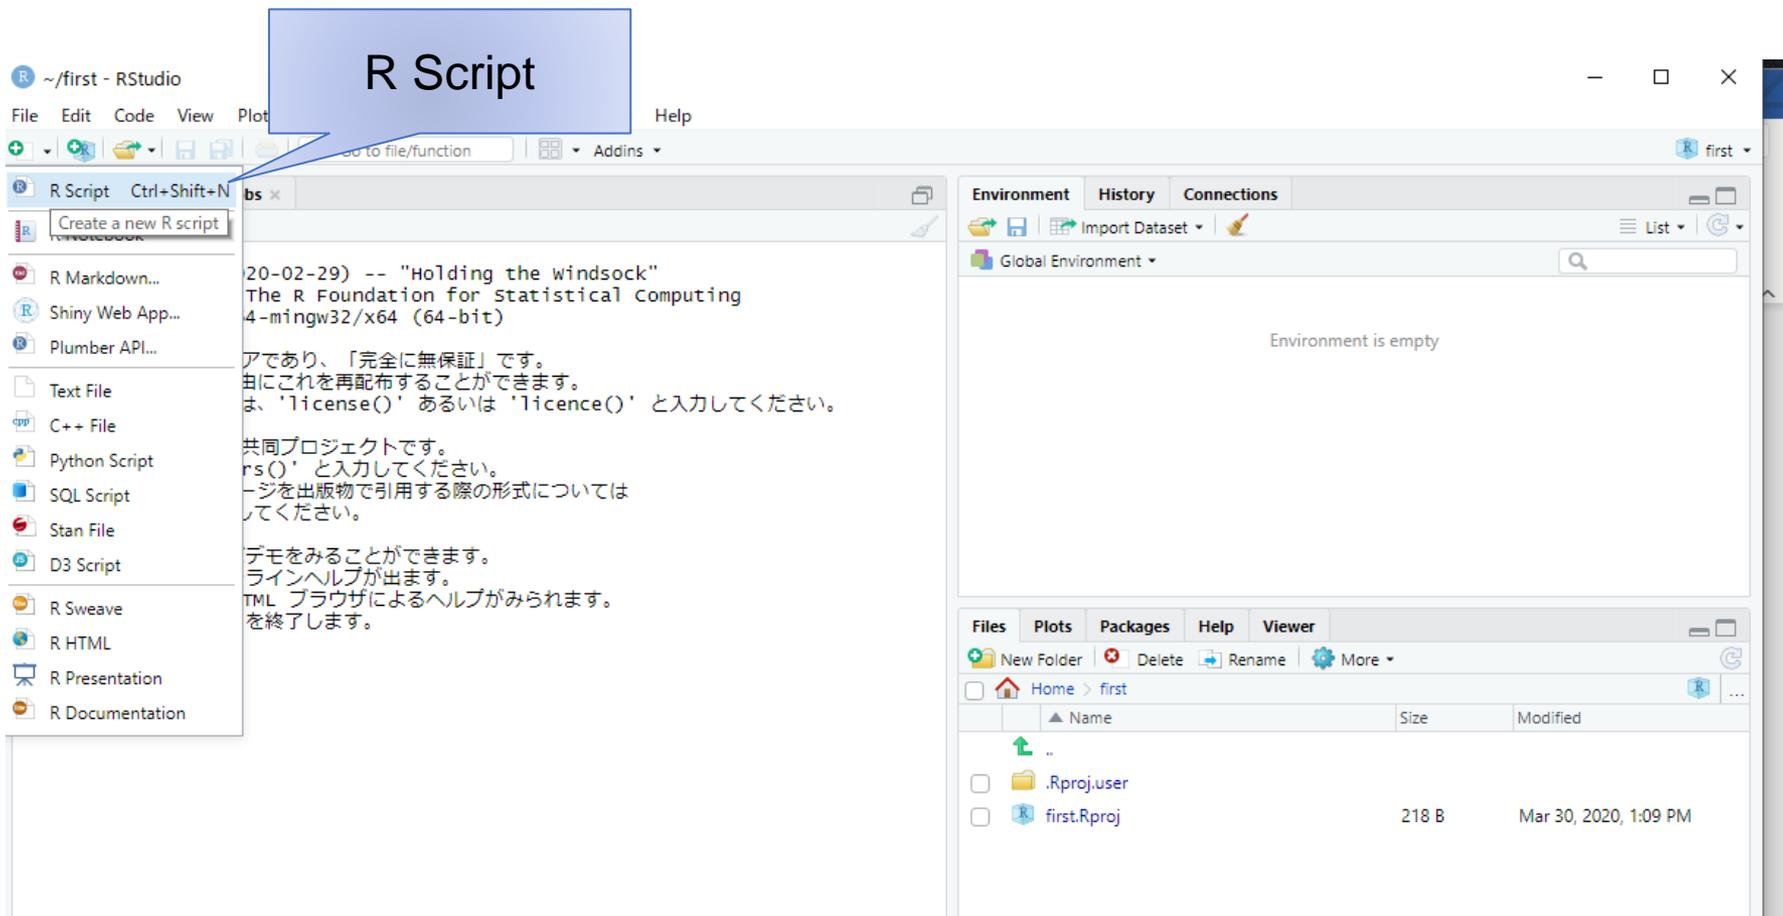 R Script
~/first - RStudio
File Edit Code View Plot Help
Go to file/function Addins first
R Script Ctrl+Shift+N
Create a new R script
R Notebook
R Markdown...
Shiny Web App...
Plumber API...
Text File
C++ File
Python Script
SQL Script
Stan File
D3 Script
R Sweave
R HTML
R Presentation
R Documentation
bs
20-02-29) -- "Holding the Windsock"
The R Foundation for Statistical Computing
4-mingw32/x64 (64-bit)
アであり、「完全に無保証」です。
由にこれを再配布することができます。
は、'license()' あるいは 'licence()' と入力してください。
共同プロジェクトです。
rs()' と入力してください。
ージを出版物で引用する際の形式については
してください。
デモをみることができます。
ラインヘルプが出ます。
TML ブラウザによるヘルプがみられます。
を終了します。
Environment History Connections
Import Dataset List
Global Environment
Environment is empty
Files Plots Packages Help Viewer
New Folder Delete Rename More
Home > first ...
Name Size Modified
..
.Rproj.user
first.Rproj 218 B Mar 30, 2020, 1:09 PM